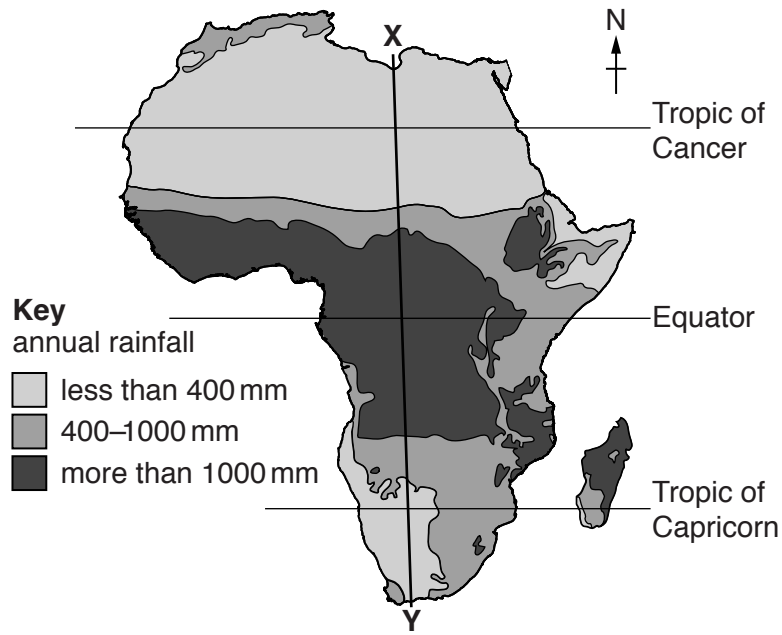 X
N
Tropic of
Cancer
Key
annual rainfall
less than 400 mm
400–1000 mm
more than 1000 mm
Equator
Tropic of
Capricorn
Y